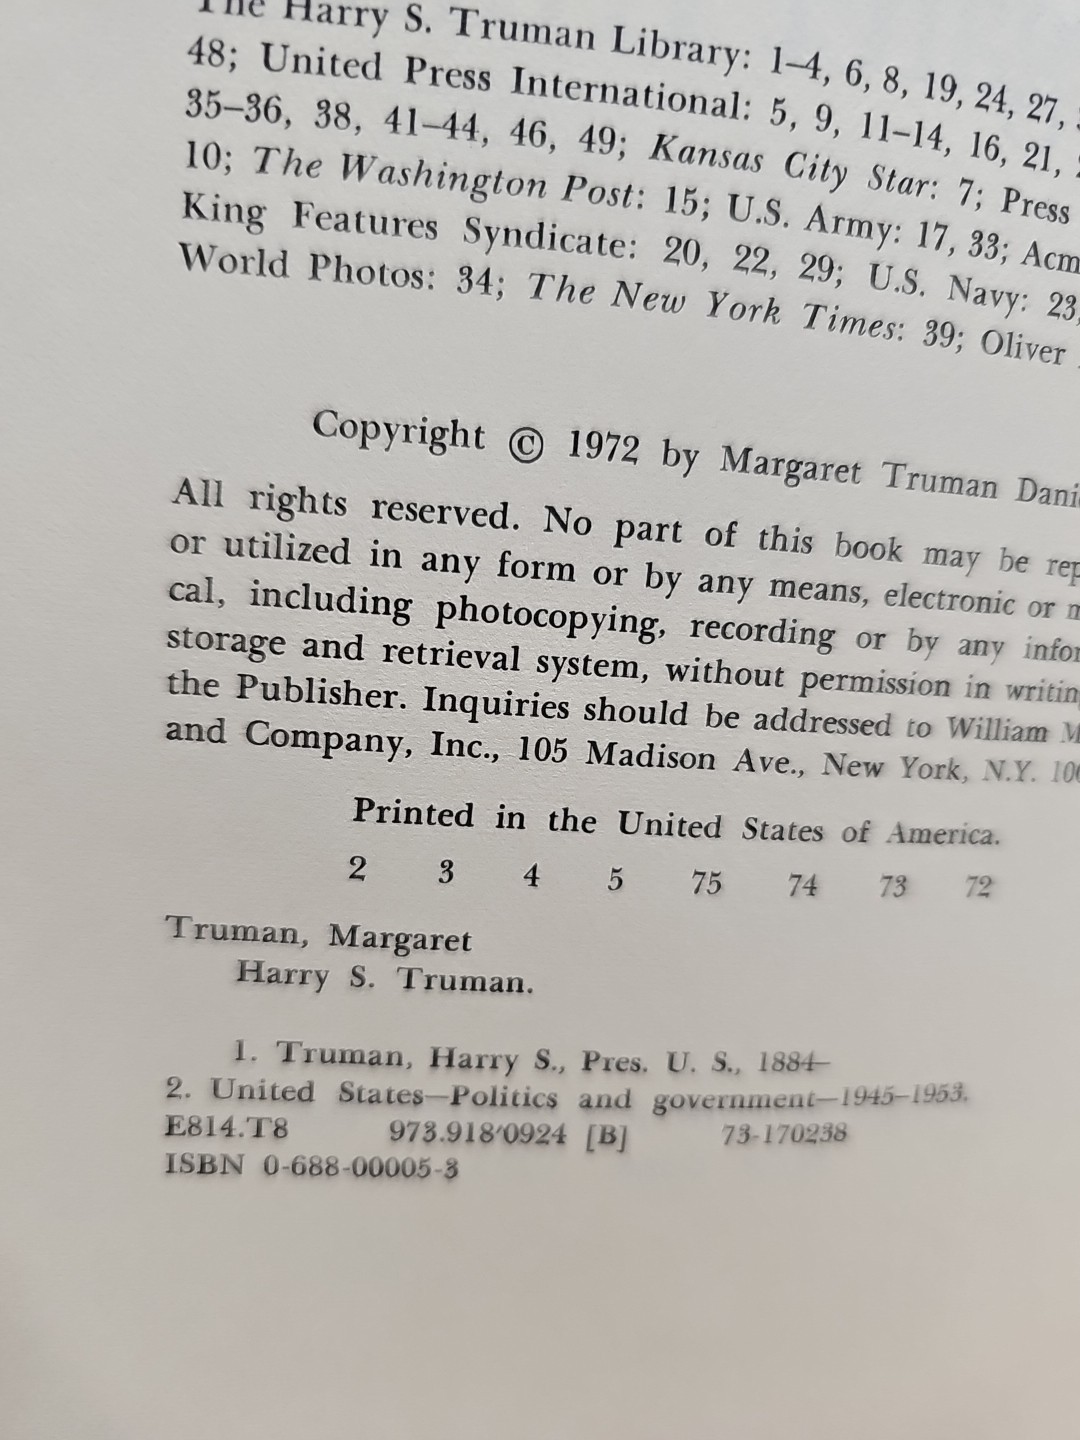 The Harry S. Truman Library: 1–4, 6, 8, 19, 24, 27,
48; United Press International: 5, 9, 11–14, 16, 21,
35–36, 38, 41–44, 46, 49; Kansas City Star: 7; Press
10; The Washington Post: 15; U.S. Army: 17, 33; Acm
King Features Syndicate: 20, 22, 29; U.S. Navy: 23,
World Photos: 34; The New York Times: 39; Oliver
Copyright © 1972 by Margaret Truman Dani
All rights reserved. No part of this book may be rep
or utilized in any form or by any means, electronic or m
cal, including photocopying, recording or by any infor
storage and retrieval system, without permission in writin
the Publisher. Inquiries should be addressed to William M
and Company, Inc., 105 Madison Ave., New York, N.Y. 100
Printed in the United States of America.
2 3 4 5 75 74 73 72
Truman, Margaret
Harry S. Truman.
1. Truman, Harry S., Pres. U. S., 1884–
2. United States—Politics and government—1945–1953.
E814.T8 973.918′0924 [B] 73-170238
ISBN 0-688-00005-3